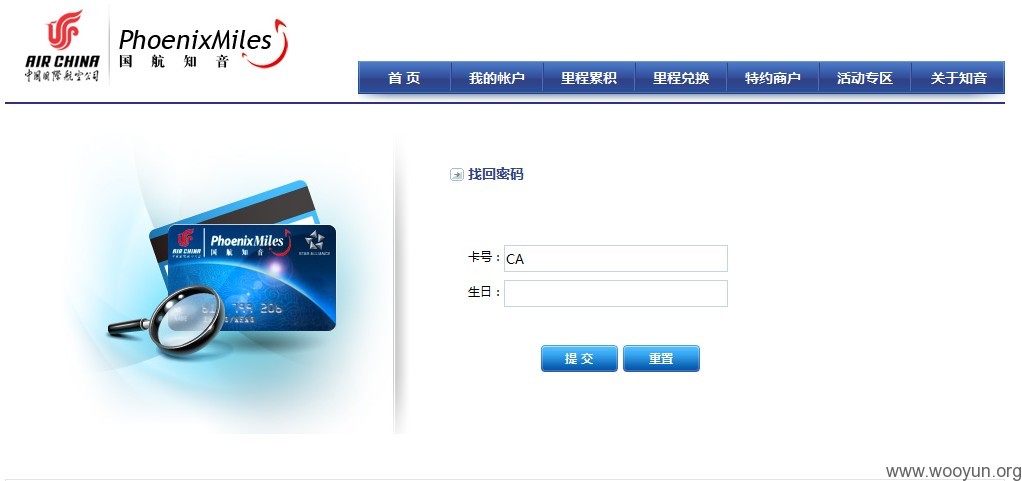 AIR CHINA
中国国际航空公司
PhoenixMiles
国航知音
首 页 我的帐户 里程累积 里程兑换 特约商户 活动专区 关于知音
找回密码
AIR CHINA
PhoenixMiles
国航知音
STAR ALLIANCE
卡号：CA
生日：
提 交 重置
www.wooyun.org